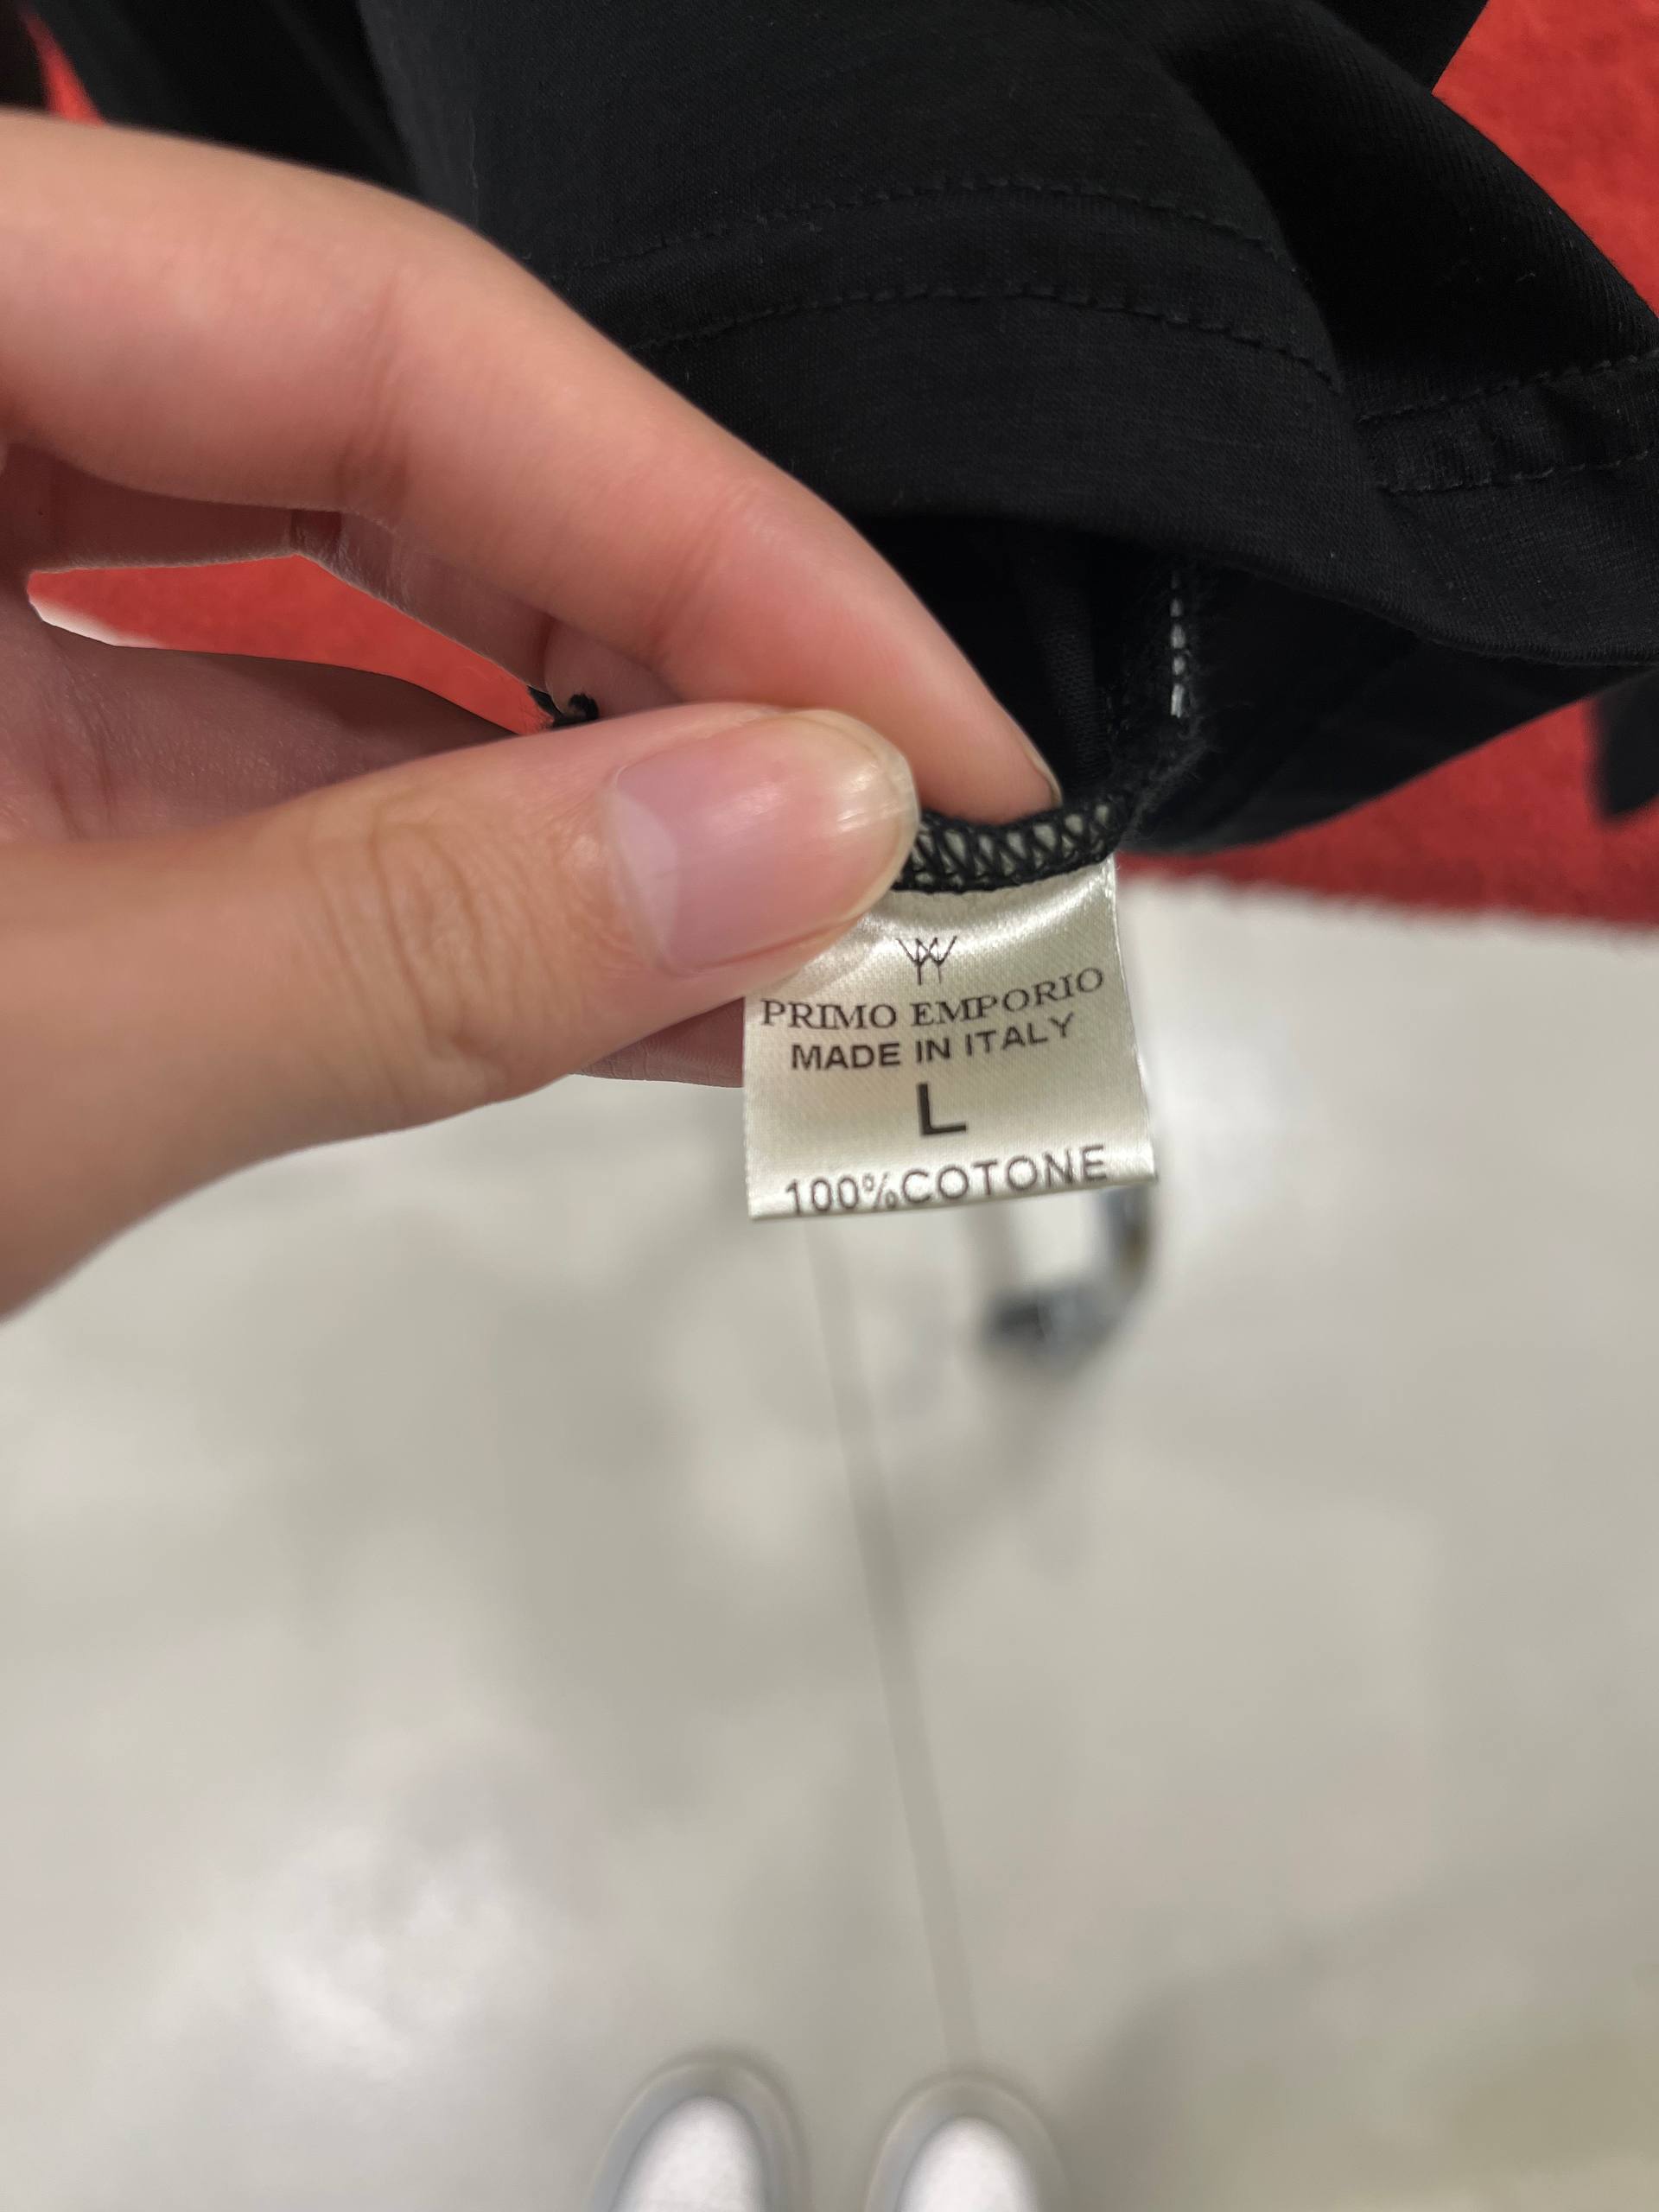 PRIMO EMPORIO
MADE IN ITALY
L
100%COTONE